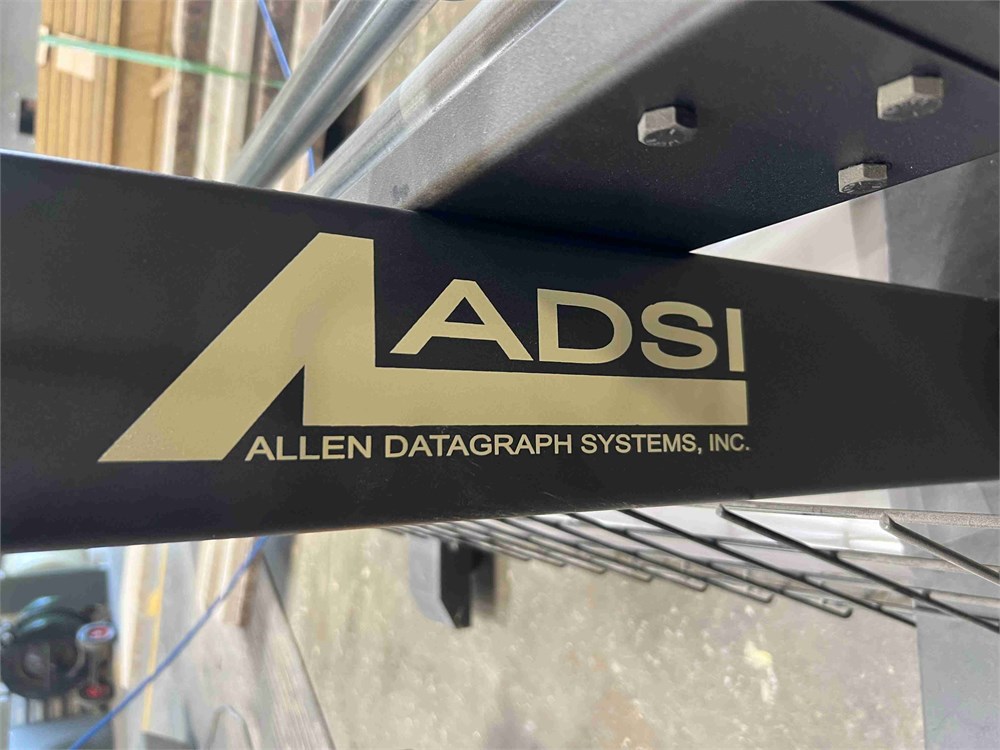 ADSI
ALLEN DATAGRAPH SYSTEMS, INC.